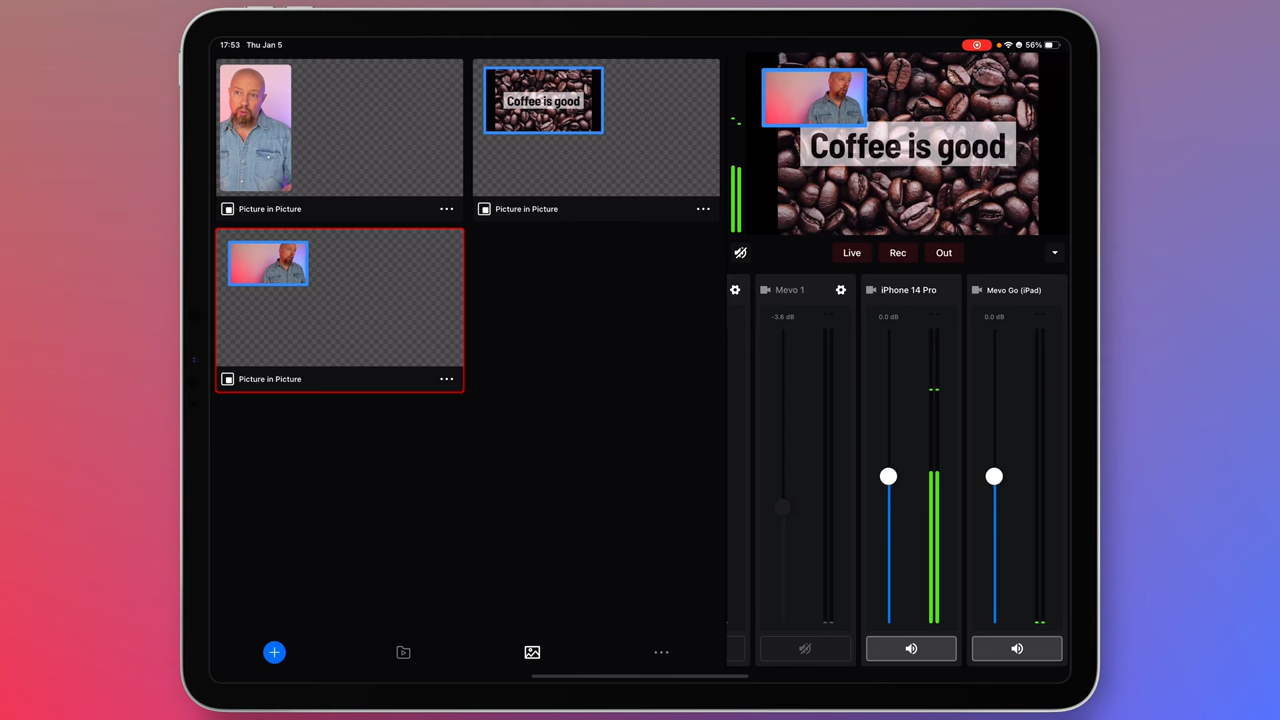 17:53 Thu Jan 5
56%
Coffee is good
Picture in Picture
Picture in Picture
Picture in Picture
Coffee is good
Live
Rec
Out
Mevo 1
iPhone 14 Pro
Mevo Go (iPad)
-3.6 dB
0.0 dB
0.0 dB